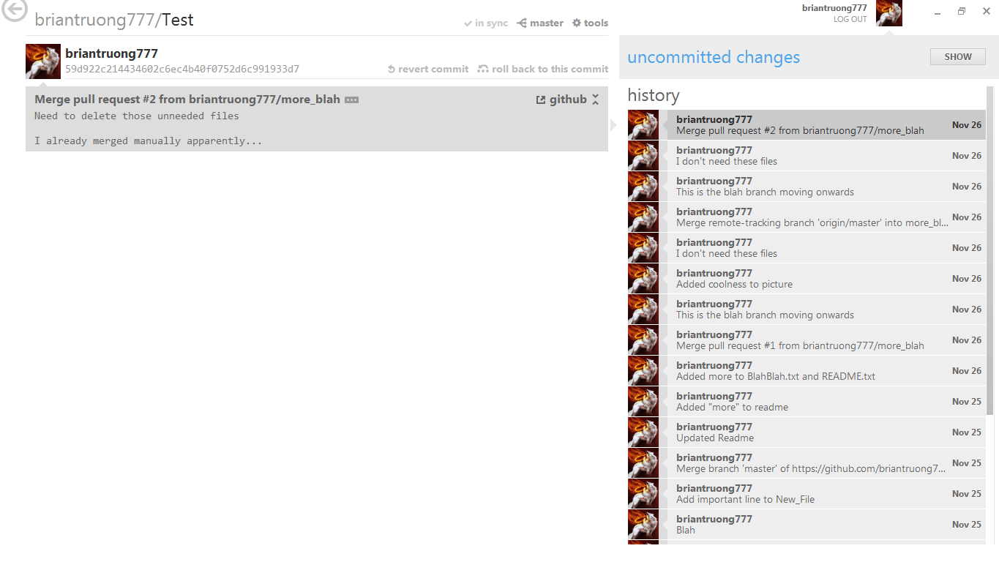 briantruong777/Test
in sync master tools
briantruong777
LOG OUT
briantruong777
59d922c214434602c6ec4b40f0752d6c991933d7
revert commit roll back to this commit
Merge pull request #2 from briantruong777/more_blah
github
Need to delete those unneeded files
I already merged manually apparently...
uncommitted changes
SHOW
history
briantruong777
Merge pull request #2 from briantruong777/more_blah
Nov 26
briantruong777
I don't need these files
Nov 26
briantruong777
This is the blah branch moving onwards
Nov 26
briantruong777
Merge remote-tracking branch 'origin/master' into more_bl...
Nov 26
briantruong777
I don't need these files
Nov 26
briantruong777
Added coolness to picture
Nov 26
briantruong777
This is the blah branch moving onwards
Nov 26
briantruong777
Merge pull request #1 from briantruong777/more_blah
Nov 26
briantruong777
Added more to BlahBlah.txt and README.txt
Nov 26
briantruong777
Added "more" to readme
Nov 25
briantruong777
Updated Readme
Nov 25
briantruong777
Merge branch 'master' of https://github.com/briantruong7...
Nov 25
briantruong777
Add important line to New_File
Nov 25
briantruong777
Blah
Nov 25